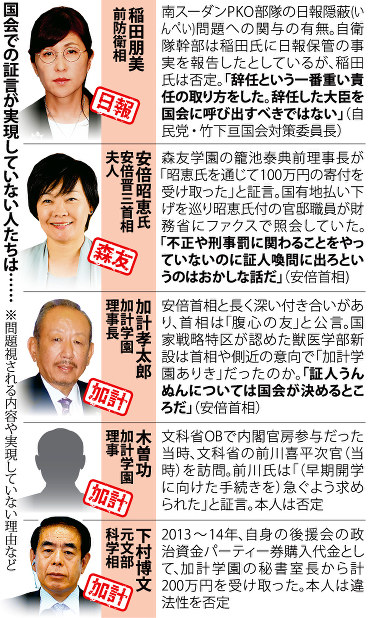 国会での証言が実現していない人たちは……
※問題視される内容や実現していない理由など
稲田朋美
前防衛相
日報
南スーダンPKO部隊の日報隠蔽(い
んぺい)問題への関与の有無。自衛
隊幹部は稲田氏に日報保管の事
実を報告したとしているが、稲田
氏は否定。「辞任という一番重い責
任の取り方をした。辞任した大臣を
国会に呼び出すべきではない」(自
民党・竹下亘国会対策委員長)
安倍昭恵氏
安倍晋三首相
夫人
森友
森友学園の籠池泰典前理事長が
「昭恵氏を通じて100万円の寄付を
受け取った」と証言。国有地払い下
げを巡り昭恵氏付の官邸職員が財
務省にファクスで照会していた。
「不正や刑事罰に関わることをやっ
ていないのに証人喚問に出ろとい
うのはおかしな話だ」(安倍首相)
加計孝太郎
加計学園
理事長
加計
安倍首相と長く深い付き合いがあ
り、首相は「腹心の友」と公言。国
家戦略特区が認めた獣医学部新
設は首相や側近の意向で「加計学
園ありき」だったのか。「証人うん
ぬんについては国会が決めるとこ
ろだ」(安倍首相)
木曽功
加計学園
理事
加計
文科省OBで内閣官房参与だった
当時、文科省の前川喜平次官(当
時)を訪問。前川氏は「(早期開学
に向けた手続きを)急ぐよう求め
られた」と証言。本人は否定
下村博文
元文部
科学相
加計
2013~14年、自身の後援会の政
治資金パーティー券購入代金とし
て、加計学園の秘書室長から計
200万円を受け取った。本人は違
法性を否定